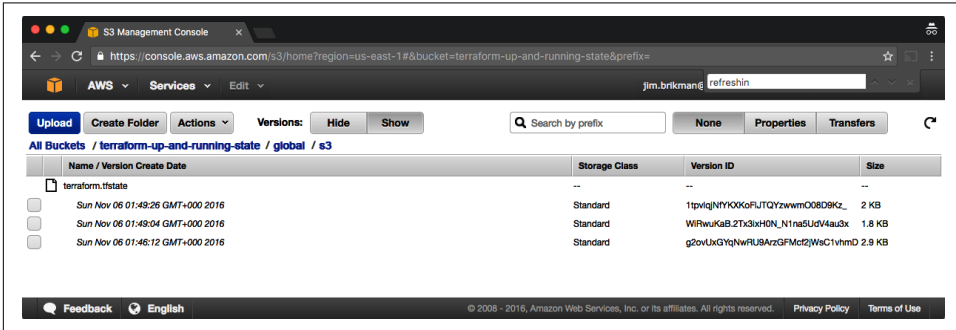 S3 Management Console
https://console.aws.amazon.com/s3/home?region=us-east-1#&bucket=terraform-up-and-running-state&prefix=
AWS Services Edit jim.brikman@ refreshin
Upload Create Folder Actions Versions: Hide Show Search by prefix None Properties Transfers
All Buckets / terraform-up-and-running-state / global / s3
Name / Version Create Date Storage Class Version ID Size
terraform.tfstate -- -- --
Sun Nov 06 01:49:26 GMT+000 2016 Standard 2 KB
Sun Nov 06 01:49:04 GMT+000 2016 Standard WiRwuKaB.2Tx3ixH0N_N1na5UdV4au3x 1.8 KB
Sun Nov 06 01:46:12 GMT+000 2016 Standard g2ovUxGYqNwRU9ArzGFMcf2jWsC1vhmD 2.9 KB
Feedback English © 2008 - 2016, Amazon Web Services, Inc. or its affiliates. All rights reserved. Privacy Policy Terms of Use